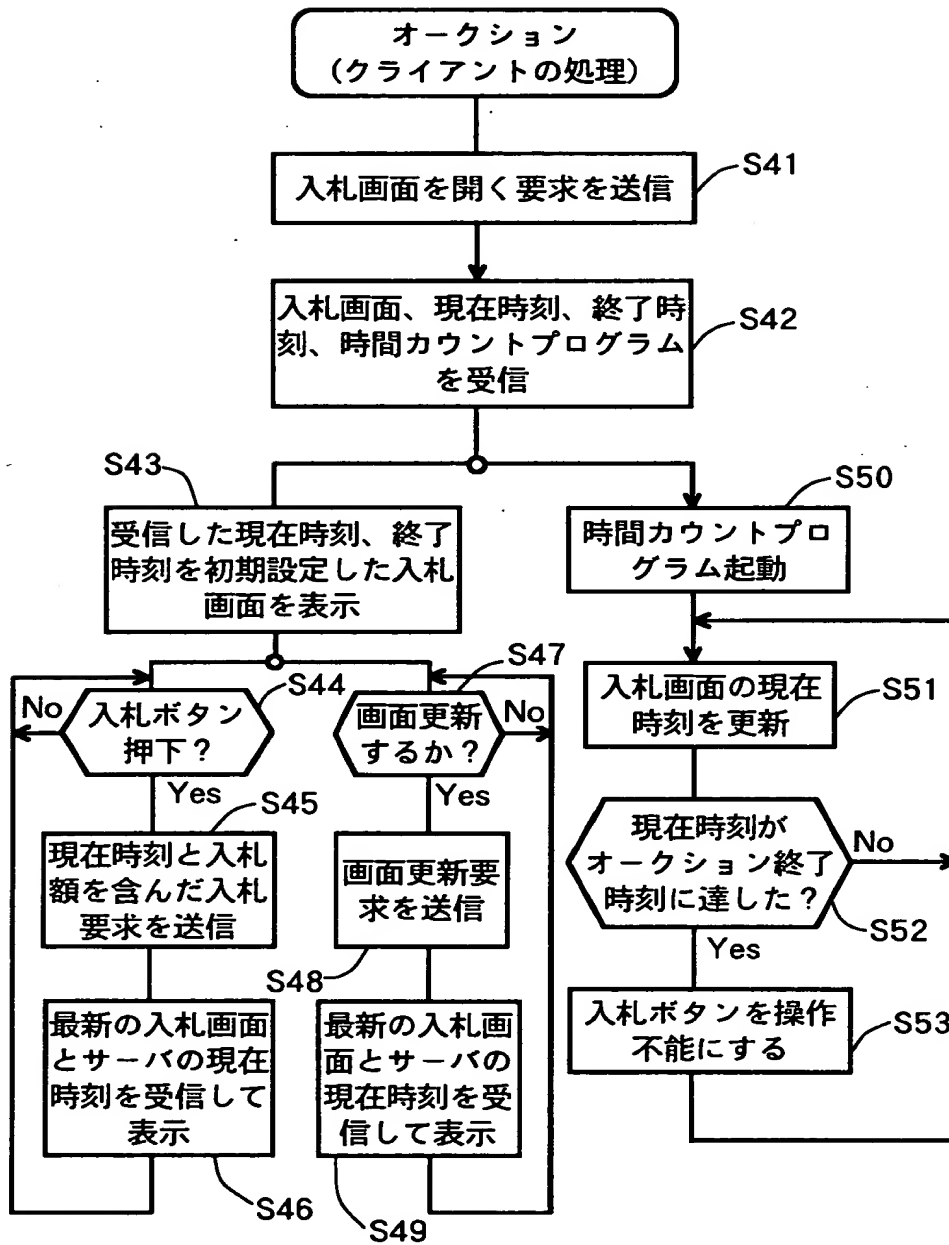 オークション
(クライアントの処理)
S41
入札画面を開く要求を送信
S42
入札画面、現在時刻、終了時
刻、時間カウントプログラム
を受信
S43
受信した現在時刻、終了
時刻を初期設定した入札
画面を表示
S50
時間カウントプロ
グラム起動
S44
入札ボタン
押下？
No
Yes
S47
画面更新
するか？
No
Yes
S51
入札画面の現在
時刻を更新
S45
現在時刻と入札
額を含んだ入札
要求を送信
画面更新要
求を送信
S48
現在時刻が
オークション終了
時刻に達した？
No
S52
Yes
最新の入札画面
とサーバの現在
時刻を受信して
表示
S46
最新の入札画
面とサーバの
現在時刻を受
信して表示
S49
入札ボタンを操作
不能にする
S53